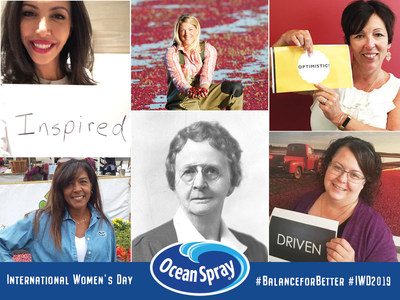 OPTIMISTIC!
Inspired
DRIVEN
Ocean Spray
INTERNATIONAL WOMEN'S DAY
#BALANCEFORBETTER #IWD2019